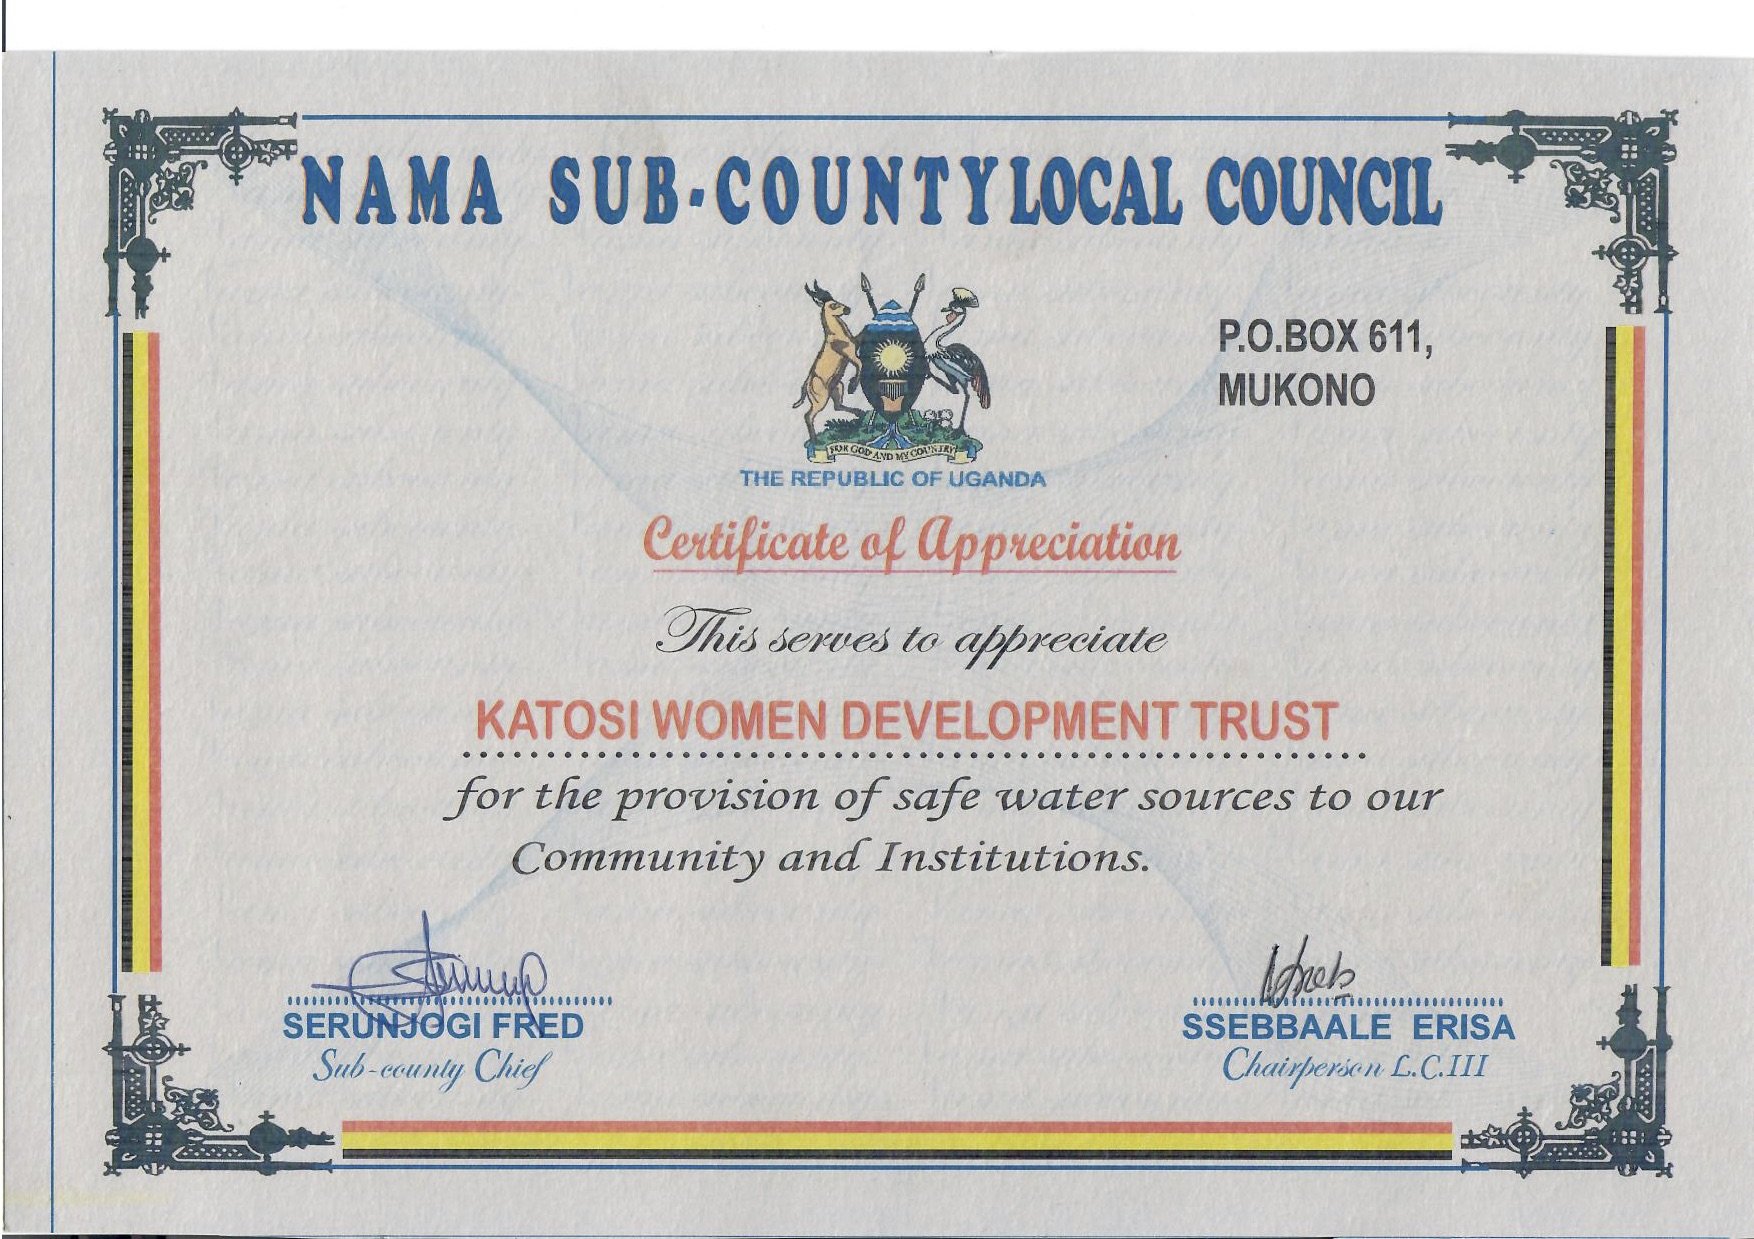 NAMA SUB-COUNTY LOCAL COUNCIL
P.O.BOX 611,
MUKONO
FOR GOD AND MY COUNTRY
THE REPUBLIC OF UGANDA
Certificate of Appreciation
This serves to appreciate
KATOSI WOMEN DEVELOPMENT TRUST
for the provision of safe water sources to our
Community and Institutions.
SERUNJOGI FRED
Sub-county Chief
SSEBBAALE ERISA
Chairperson L.C.III